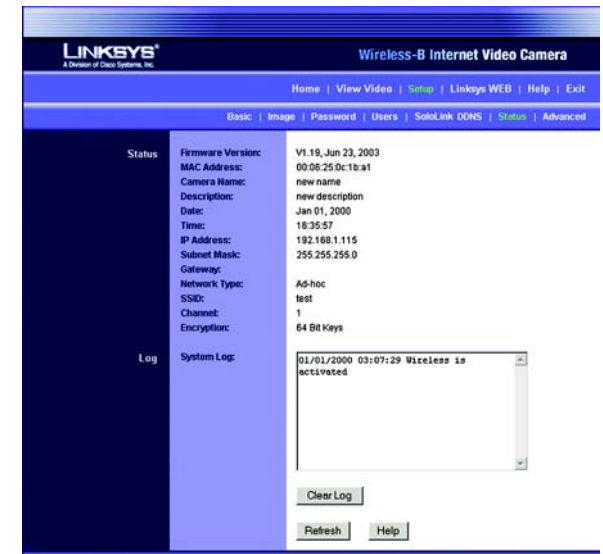 LINKSYS®
A Division of Cisco Systems, Inc.
Wireless-B Internet Video Camera
Home | View Video | Setup | Linksys WEB | Help | Exit
Basic | Image | Password | Users | SoloLink DDNS | Status | Advanced
Status
Firmware Version: V1.19, Jun 23, 2003
MAC Address: 00:06:25:0c:1b:a1
Camera Name: new name
Description: new description
Date: Jan 01, 2000
Time: 16:35:57
IP Address: 192.168.1.115
Subnet Mask: 255.255.255.0
Gateway:
Network Type: Ad-hoc
SSID: test
Channel: 1
Encryption: 64 Bit Keys
Log
System Log:
01/01/2000 03:07:29 Wireless is
activated
Clear Log
Refresh Help